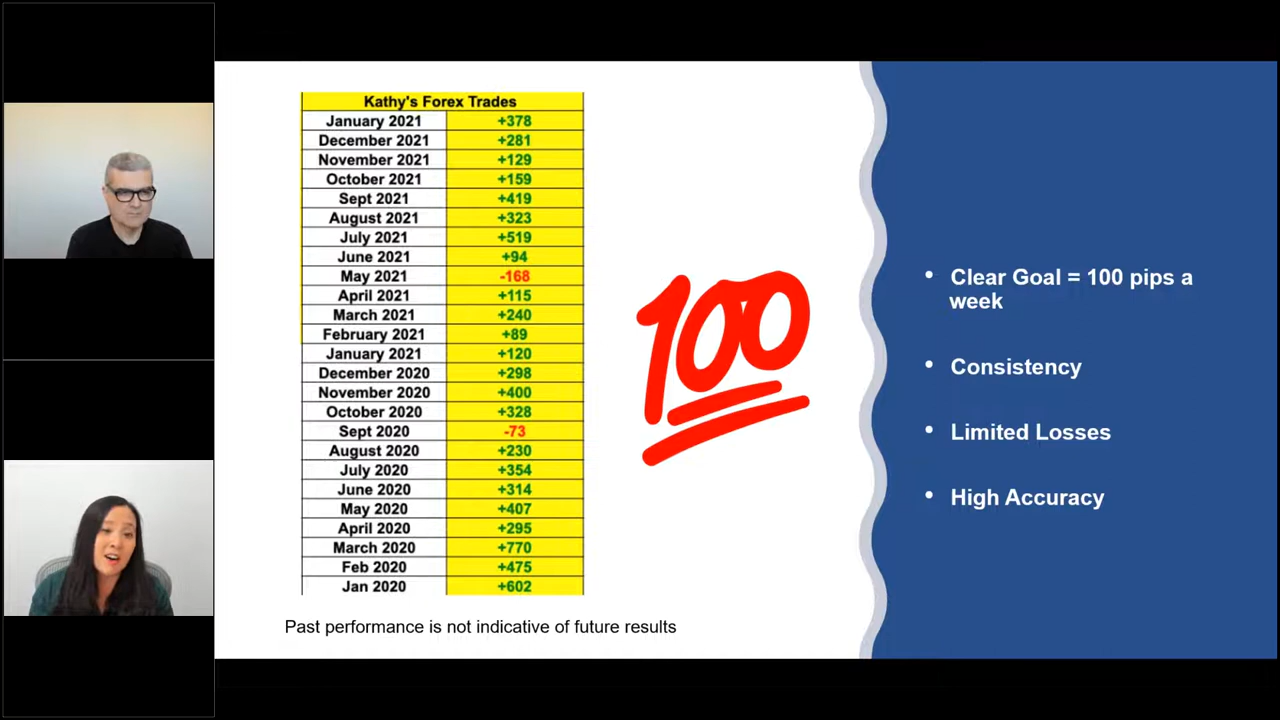 Kathy's Forex Trades
January 2021 +378
December 2021 +281
November 2021 +129
October 2021 +159
Sept 2021 +419
August 2021 +323
July 2021 +519
June 2021 +94
May 2021 -168
April 2021 +115
March 2021 +240
February 2021 +89
January 2021 +120
December 2020 +298
November 2020 +400
October 2020 +328
Sept 2020 -73
August 2020 +230
July 2020 +354
June 2020 +314
May 2020 +407
April 2020 +295
March 2020 +770
Feb 2020 +475
Jan 2020 +602
Past performance is not indicative of future results
100
• Clear Goal = 100 pips a
week
• Consistency
• Limited Losses
• High Accuracy